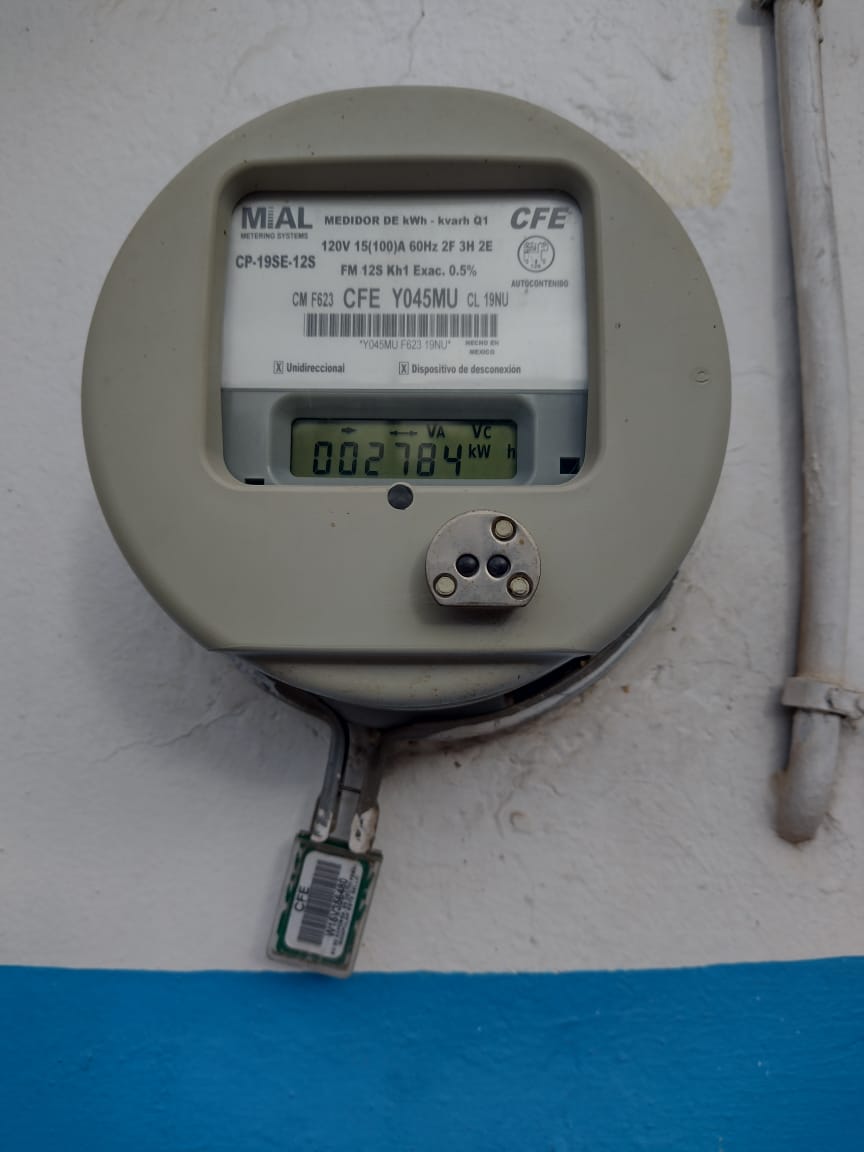 MIAL
METERING SYSTEMS
MEDIDOR DE kWh - kvarh Q1
CFE
120V 15(100)A 60Hz 2F 3H 2E
CP-19SE-12S
FM 12S Kh1 Exac. 0.5%
AUTOCONTENIDO
CM F623 CFE Y045MU CL 19NU
*Y045MU F623 19NU*
HECHO EN
MEXICO
X Unidireccional
X Dispositivo de desconexión
VA VC
002784 kW h
CFE